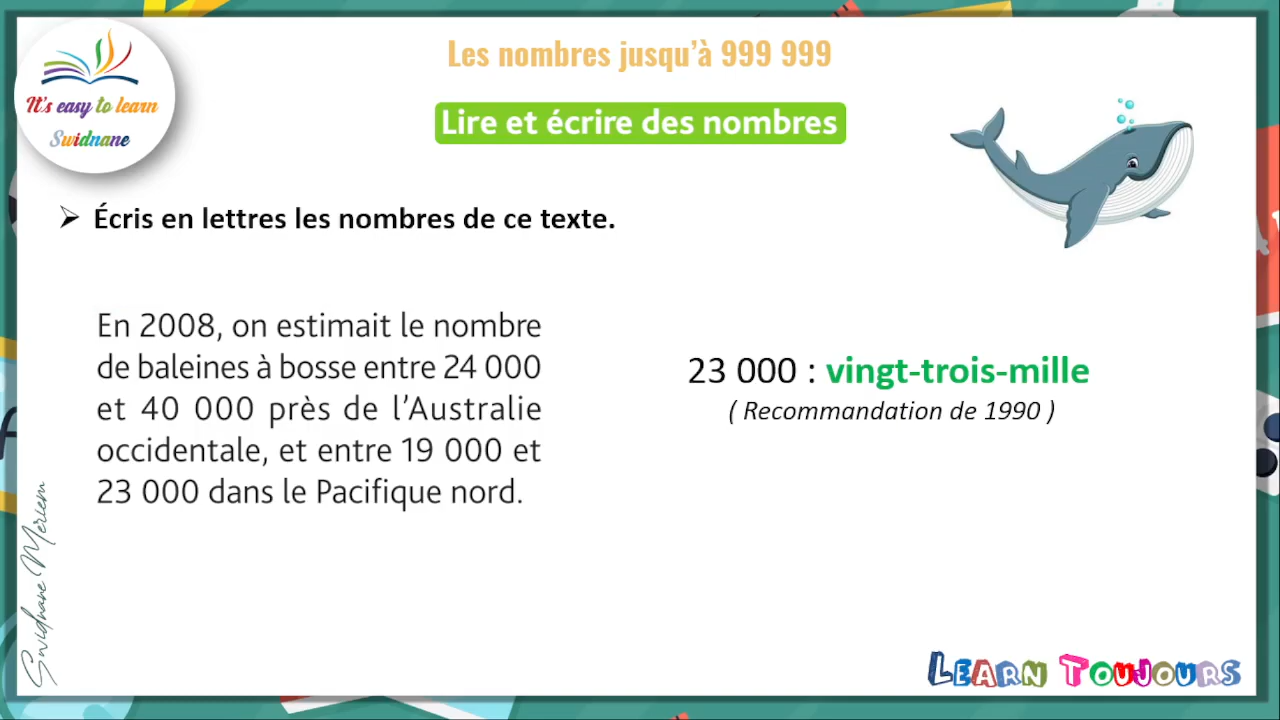 It's easy to learn
Swidnane
Les nombres jusqu'à 999 999
Lire et écrire des nombres
➢ Écris en lettres les nombres de ce texte.
En 2008, on estimait le nombre
de baleines à bosse entre 24 000
et 40 000 près de l'Australie
occidentale, et entre 19 000 et
23 000 dans le Pacifique nord.
23 000 : vingt-trois-mille
( Recommandation de 1990 )
Swidnane Meriem
LEARN TOUJOURS